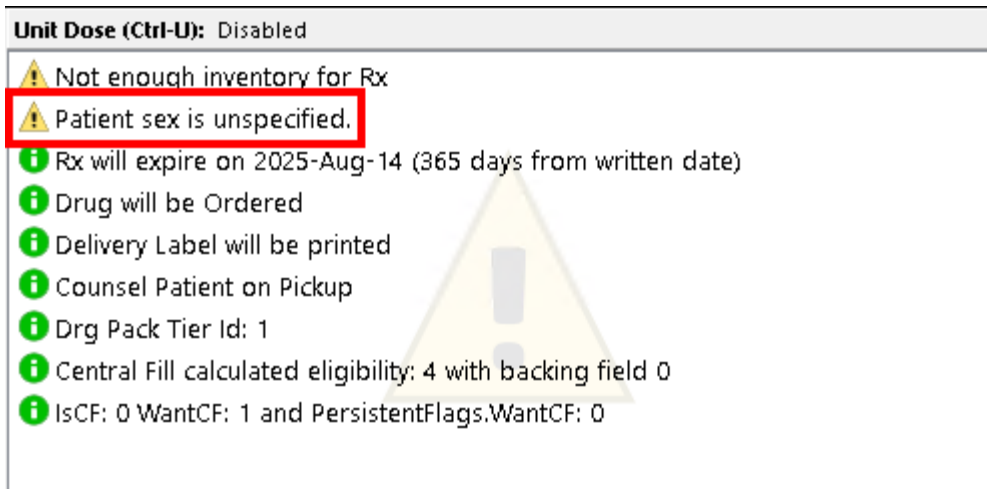 Unit Dose (Ctrl-U): Disabled
Not enough inventory for Rx
Patient sex is unspecified.
Rx will expire on 2025-Aug-14 (365 days from written date)
Drug will be Ordered
Delivery Label will be printed
Counsel Patient on Pickup
Drg Pack Tier Id: 1
Central Fill calculated eligibility: 4 with backing field 0
IsCF: 0 WantCF: 1 and PersistentFlags.WantCF: 0